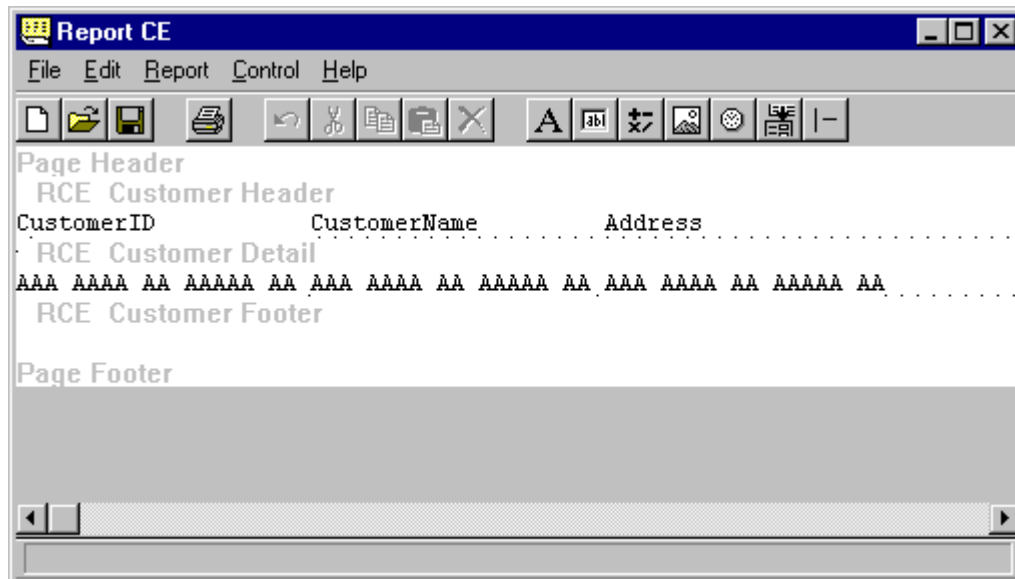 Report CE
File Edit Report Control Help
A abl
Page Header
RCE Customer Header
CustomerID CustomerName Address
RCE Customer Detail
AAA AAAA AA AAAAA AA AAA AAAA AA AAAAA AA AAA AAAA AA AAAAA AA
RCE Customer Footer
Page Footer